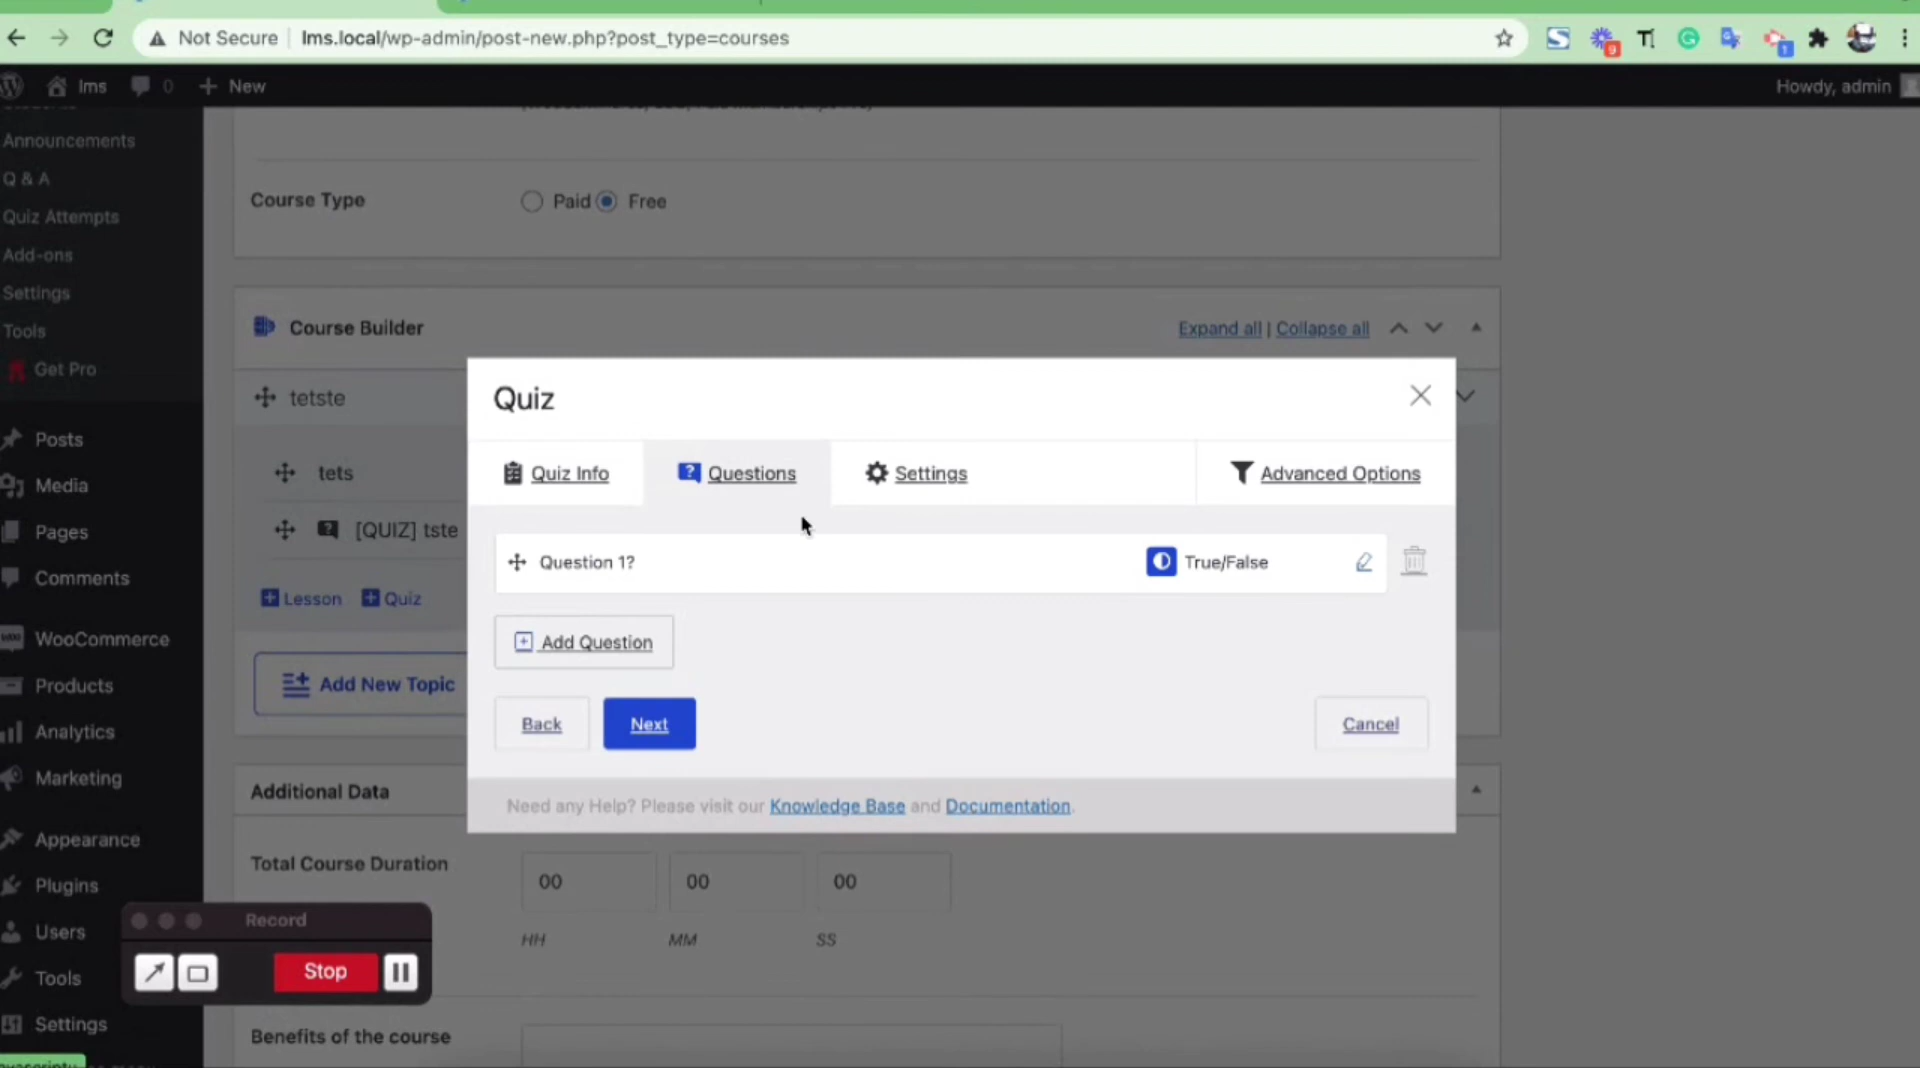 Not Secure lms.local/wp-admin/post-new.php?post_type=courses
9
1
lms 0 New
Howdy, admin
Announcements
Q & A
Quiz Attempts
Add-ons
Settings
Tools
Get Pro
Posts
Media
Pages
Comments
WooCommerce
Products
Analytics
Marketing
Appearance
Plugins
Users
Tools
Settings
Course Type
Paid Free
Course Builder
Expand all | Collapse all
tetste
tets
[QUIZ] tste
Lesson Quiz
Add New Topic
Quiz
Quiz Info Questions Settings Advanced Options
Question 1? True/False
Add Question
Back Next Cancel
Need any Help? Please visit our Knowledge Base and Documentation.
Additional Data
Total Course Duration
00 00 00
HH MM SS
Benefits of the course
Record
Stop